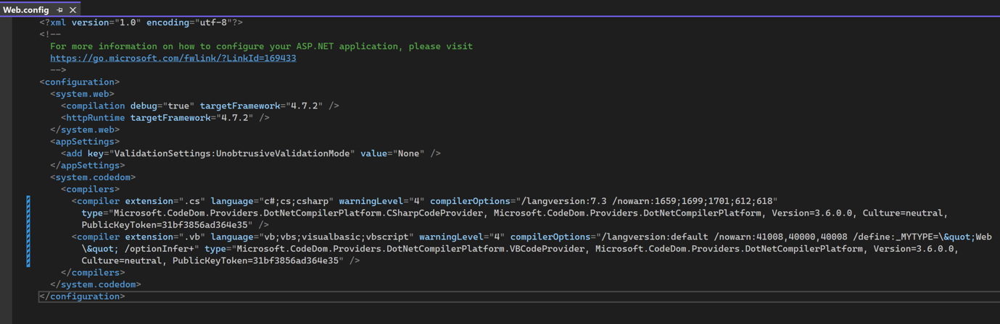 Web.config
<?xml version="1.0" encoding="utf-8"?>
<!--
For more information on how to configure your ASP.NET application, please visit
https://go.microsoft.com/fwlink/?LinkId=169433
-->
<configuration>
<system.web>
<compilation debug="true" targetFramework="4.7.2" />
<httpRuntime targetFramework="4.7.2" />
</system.web>
<appSettings>
<add key="ValidationSettings:UnobtrusiveValidationMode" value="None" />
</appSettings>
<system.codedom>
<compilers>
<compiler extension=".cs" language="c#;cs;csharp" warningLevel="4" compilerOptions="/langversion:7.3 /nowarn:1659;1699;1701;612;618"
type="Microsoft.CodeDom.Providers.DotNetCompilerPlatform.CSharpCodeProvider, Microsoft.CodeDom.Providers.DotNetCompilerPlatform, Version=3.6.0.0, Culture=neutral,
PublicKeyToken=31bf3856ad364e35" />
<compiler extension=".vb" language="vb;vbs;visualbasic;vbscript" warningLevel="4" compilerOptions="/langversion:default /nowarn:41008,40000,40008 /define:_MYTYPE=\&quot;Web
\&quot; /optionInfer+" type="Microsoft.CodeDom.Providers.DotNetCompilerPlatform.VBCodeProvider, Microsoft.CodeDom.Providers.DotNetCompilerPlatform, Version=3.6.0.0,
Culture=neutral, PublicKeyToken=31bf3856ad364e35" />
</compilers>
</system.codedom>
</configuration>